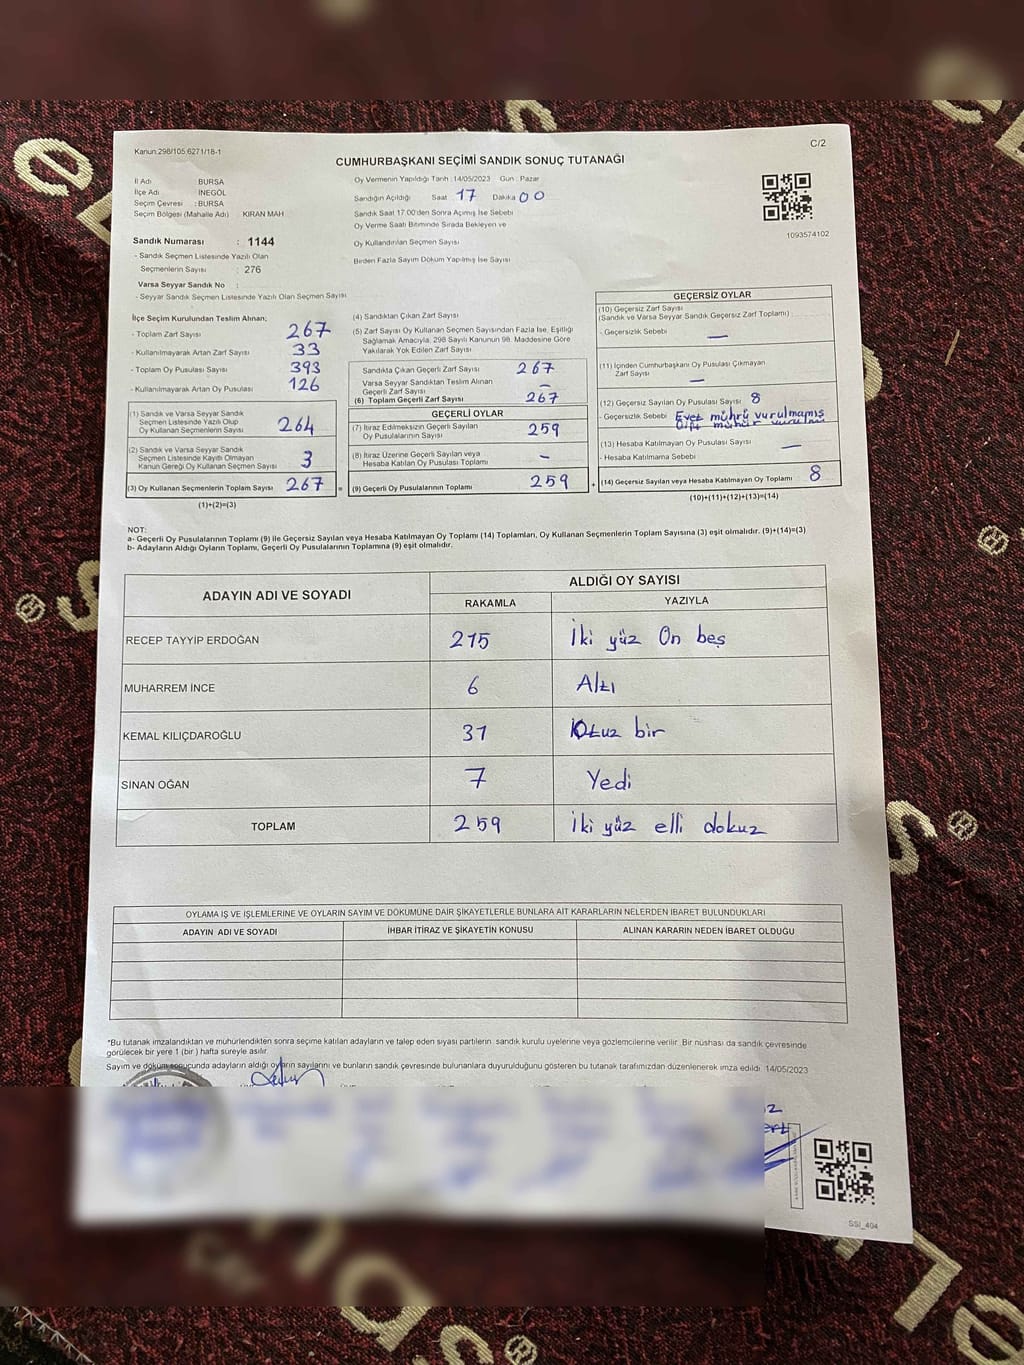 Kanun.298/105.6271/18-1
C/2
CUMHURBAŞKANI SEÇİMİ SANDIK SONUÇ TUTANAĞI
İl Adı BURSA
İlçe Adı İNEGÖL
Seçim Çevresi : BURSA
Seçim Bölgesi (Mahalle Adı) KIRAN MAH
Sandık Numarası : 1144
- Sandık Seçmen Listesinde Yazılı Olan
Seçmenlerin Sayısı : 276
Varsa Seyyar Sandık No :
- Seyyar Sandık Seçmen Listesinde Yazılı Olan Seçmen Sayısı
Oy Vermenin Yapıldığı Tarih :14/05/2023 Gün : Pazar
Sandığın Açıldığı Saat 17 Dakika 00
Sandık Saat 17.00'den Sonra Açımış İse Sebebi
Oy Verme Saati Bitiminde Sırada Bekleyen ve
Oy Kullandırılan Seçmen Sayısı
Birden Fazla Sayım Döküm Yapılmış İse Sayısı
1093574102
İlçe Seçim Kurulundan Teslim Alınan;
- Toplam Zarf Sayısı 267
- Kullanılmayarak Artan Zarf Sayısı 33
- Toplam Oy Pusulası Sayısı 393
- Kullanılmayarak Artan Oy Pusulası 126
(1) Sandık ve Varsa Seyyar Sandık
Seçmen Listesinde Yazılı Olup
Oy Kullanan Seçmenlerin Sayısı 264
(2) Sandık ve Varsa Seyyar Sandık
Seçmen Listesinde Kayıtlı Olmayan
Kanun Gereği Oy Kullanan Seçmen Sayısı 3
(3) Oy Kullanan Seçmenlerin Toplam Sayısı 267 =
(1)+(2)=(3)
(4) Sandıktan Çıkan Zarf Sayısı
(5) Zarf Sayısı Oy Kullanan Seçmen Sayısından Fazla İse, Eşitliği
Sağlamak Amacıyla, 298 Sayılı Kanunun 98. Maddesine Göre
Yakılarak Yok Edilen Zarf Sayısı
Sandıkta Çıkan Geçerli Zarf Sayısı 267
Varsa Seyyar Sandıktan Teslim Alınan
Geçerli Zarf Sayısı –
(6) Toplam Geçerli Zarf Sayısı 267
GEÇERLİ OYLAR
(7) İtiraz Edilmeksizin Geçerli Sayılan
Oy Pusulalarının Sayısı 259
(8) İtiraz Üzerine Geçerli Sayılan veya
Hesaba Katılan Oy Pusulası Toplamı –
(9) Geçerli Oy Pusulalarının Toplamı 259 +
GEÇERSİZ OYLAR
(10) Geçersiz Zarf Sayısı
(Sandık ve Varsa Seyyar Sandık Geçersiz Zarf Toplamı)
- Geçersizlik Sebebi –
(11) İçinden Cumhurbaşkanı Oy Pusulası Çıkmayan
Zarf Sayısı –
(12) Geçersiz Sayılan Oy Pusulası Sayısı 8
- Geçersizlik Sebebi Evet mührü vurulmamış
Çift mühür
(13) Hesaba Katılmayan Oy Pusulası Sayısı –
- Hesaba Katılmama Sebebi
(14) Geçersiz Sayılan veya Hesaba Katılmayan Oy Toplamı 8
(10)+(11)+(12)+(13)=(14)
NOT:
a- Geçerli Oy Pusulalarının Toplamı (9) ile Geçersiz Sayılan veya Hesaba Katılmayan Oy Toplamı (14) Toplamları, Oy Kullanan Seçmenlerin Toplam Sayısına (3) eşit olmalıdır. (9)+(14)=(3)
b- Adayların Aldığı Oyların Toplamı, Geçerli Oy Pusulalarının Toplamına (9) eşit olmalıdır.
ADAYIN ADI VE SOYADI ALDIĞI OY SAYISI
RAKAMLA YAZIYLA
RECEP TAYYİP ERDOĞAN 215 İki yüz On beş
MUHARREM İNCE 6 Altı
KEMAL KILIÇDAROĞLU 31 Otuz bir
SİNAN OĞAN 7 Yedi
TOPLAM 259 İki yüz elli dokuz
OYLAMA İŞ VE İŞLEMLERİNE VE OYLARIN SAYIM VE DÖKÜMÜNE DAİR ŞİKAYETLERLE BUNLARA AİT KARARLARIN NELERDEN İBARET BULUNDUKLARI
ADAYIN ADI VE SOYADI İHBAR İTİRAZ VE ŞİKAYETİN KONUSU ALINAN KARARIN NEDEN İBARET OLDUĞU
*Bu tutanak imzalandıktan ve mühürlendikten sonra seçime katılan adayların ve talep eden siyasi partilerin, sandık kurulu üyelerine veya gözlemcilerine verilir. Bir nüshası da sandık çevresinde
görülecek bir yere 1 (bir ) hafta süreyle asılır.
Sayım ve döküm sonucunda adayların aldığı oyların sayılarını ve bunların sandık çevresinde bulunanlara duyurulduğunu gösteren bu tutanak tarafımızdan düzenlenerek imza edildi. 14/05/2023
SSİ_404